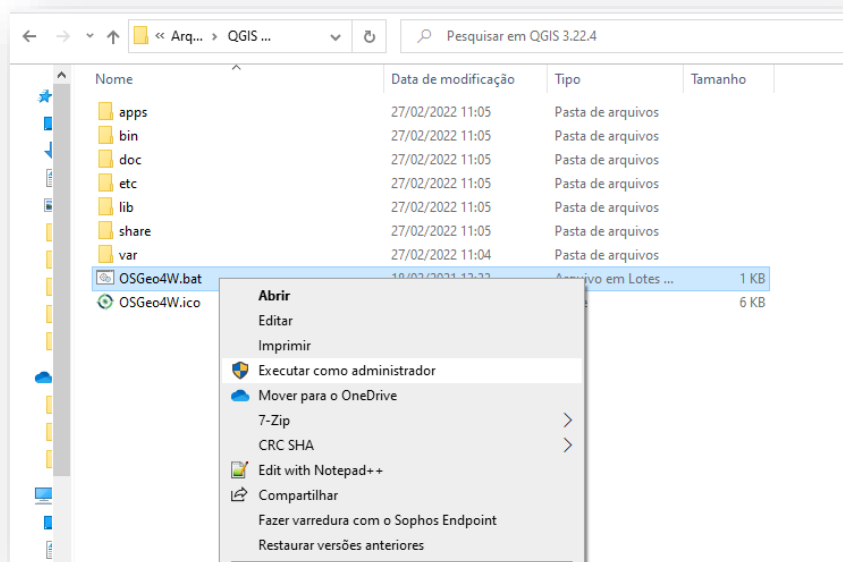 « Arq... › QGIS ... Pesquisar em QGIS 3.22.4
Nome Data de modificação Tipo Tamanho
apps 27/02/2022 11:05 Pasta de arquivos
bin 27/02/2022 11:05 Pasta de arquivos
doc 27/02/2022 11:05 Pasta de arquivos
etc 27/02/2022 11:05 Pasta de arquivos
lib 27/02/2022 11:05 Pasta de arquivos
share 27/02/2022 11:05 Pasta de arquivos
var 27/02/2022 11:04 Pasta de arquivos
OSGeo4W.bat em Lotes ... 1 KB
OSGeo4W.ico 6 KB
Abrir
Editar
Imprimir
Executar como administrador
Mover para o OneDrive
7-Zip
CRC SHA
Edit with Notepad++
Compartilhar
Fazer varredura com o Sophos Endpoint
Restaurar versões anteriores